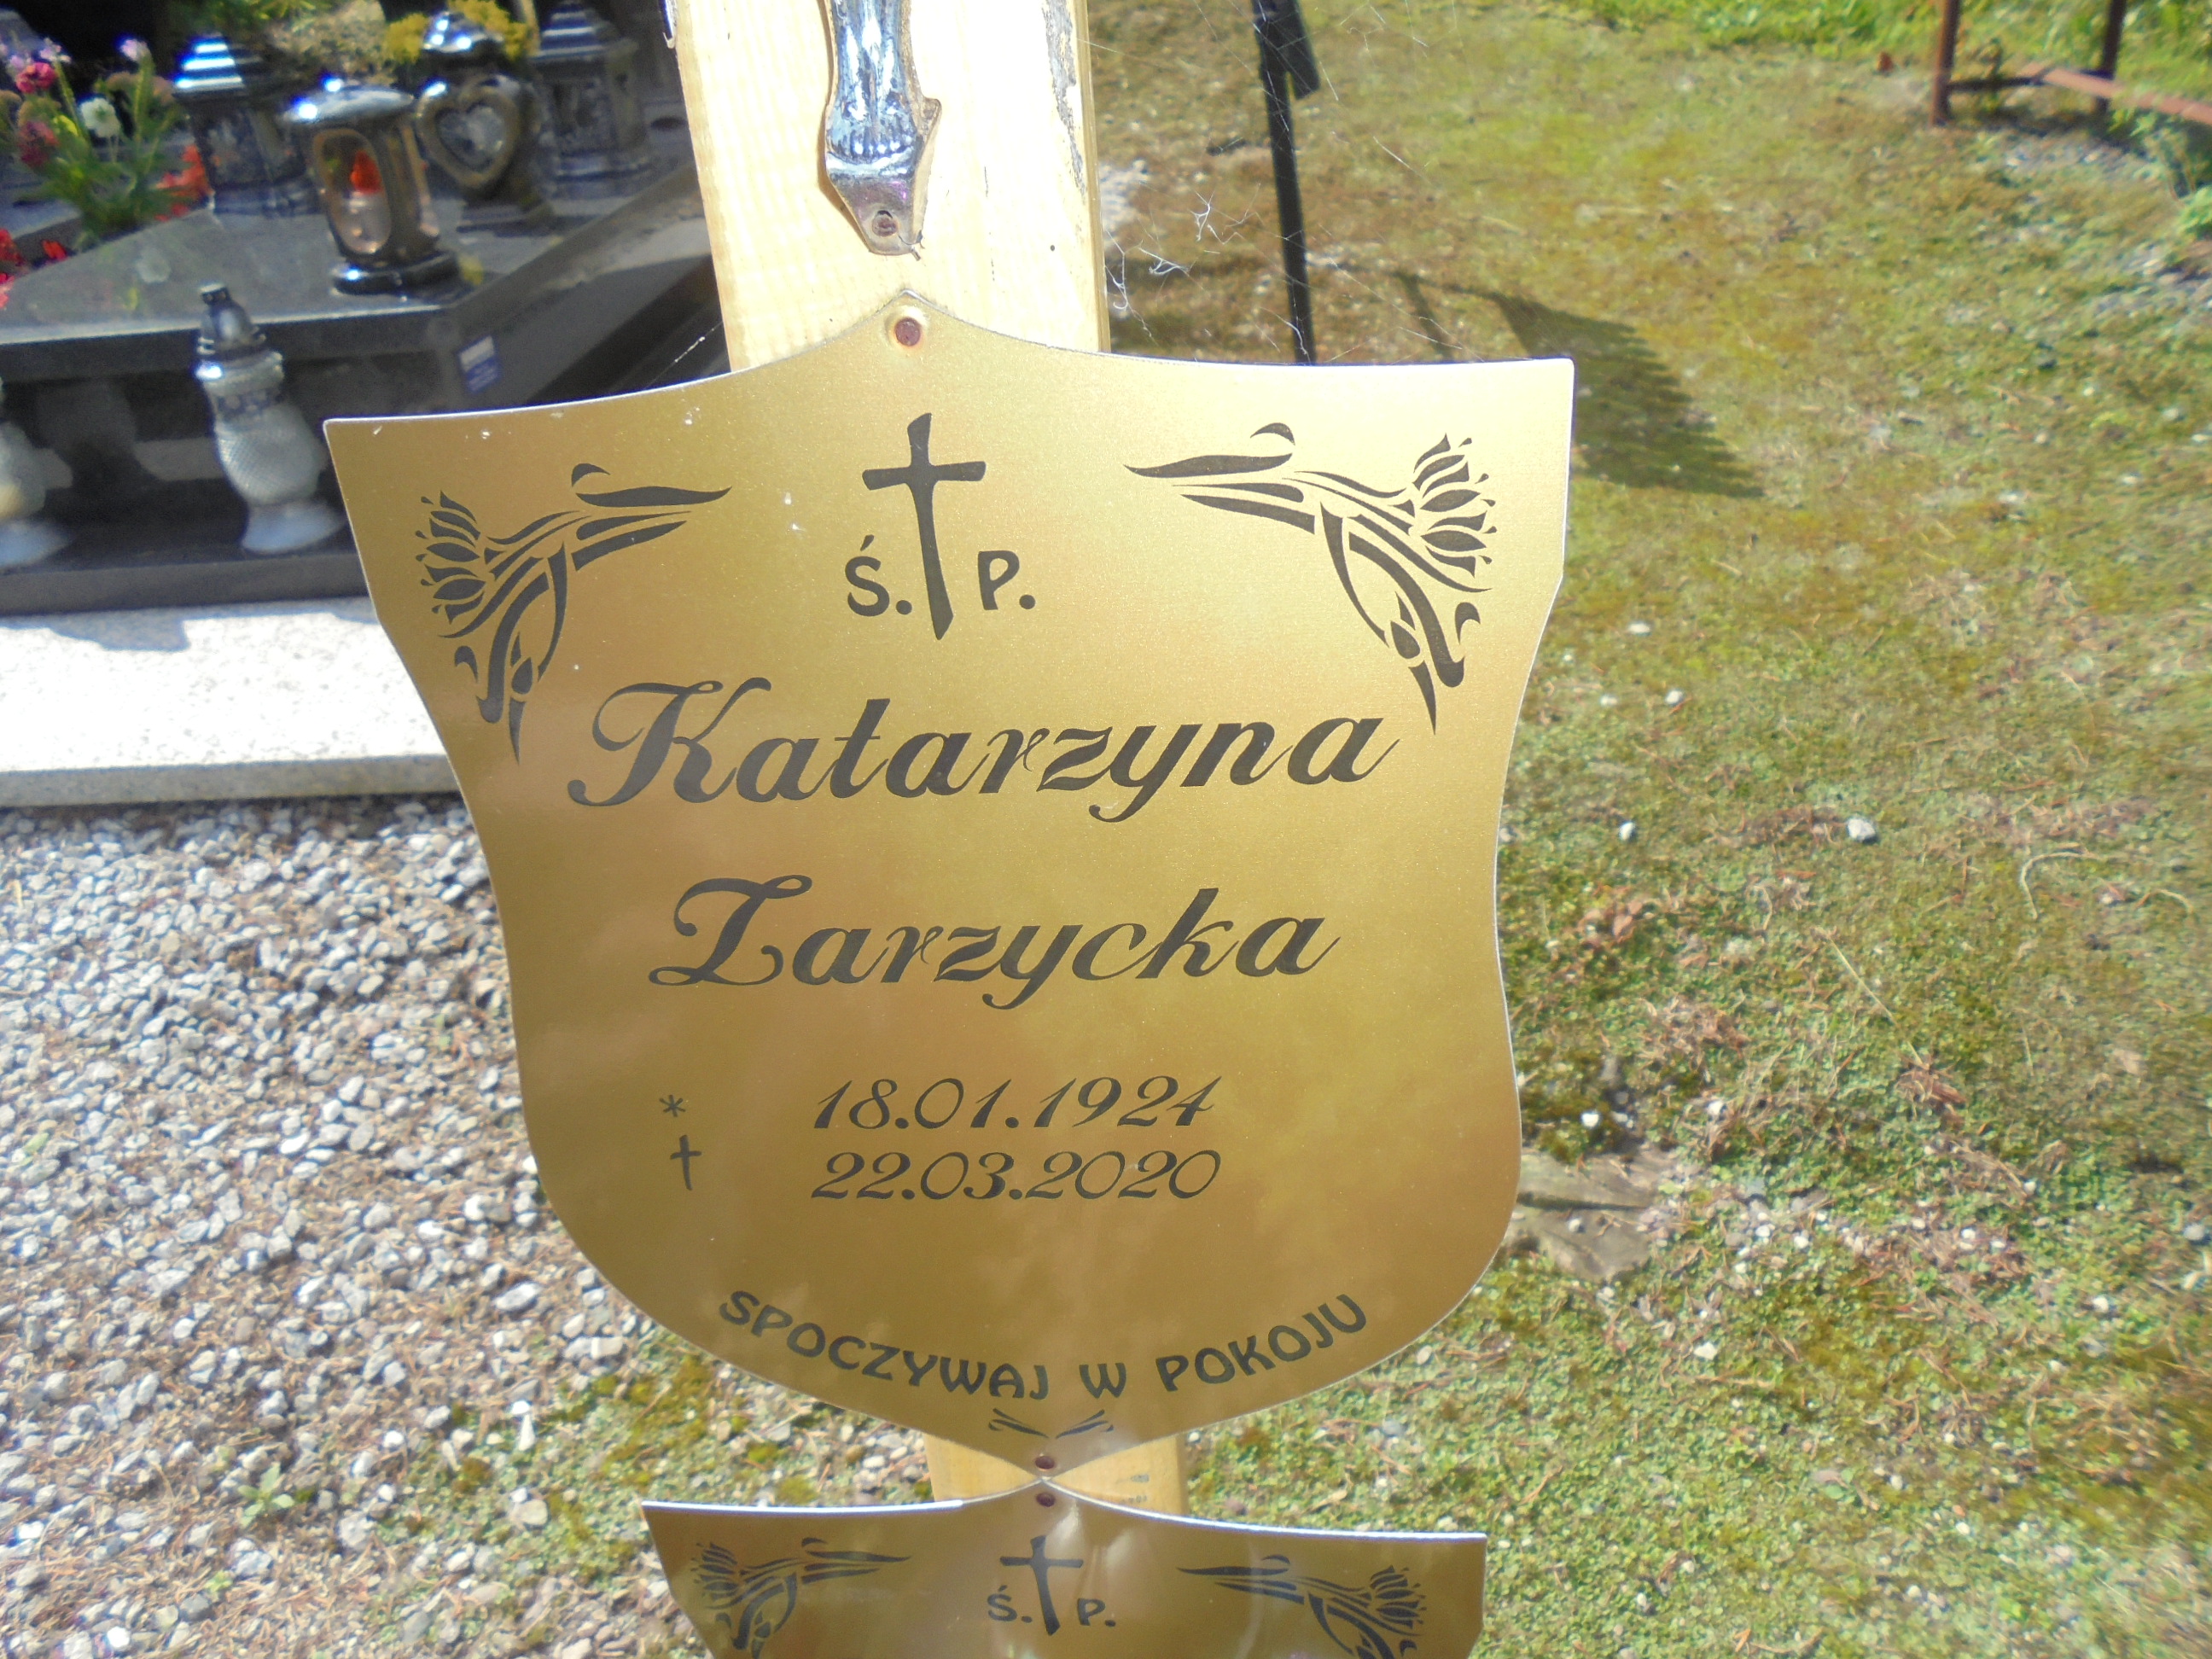 Ś. P.
Katarzyna
Zarzycka
* 18.01.1924
† 22.03.2020
SPOCZYWAJ W POKOJU
Ś. P.